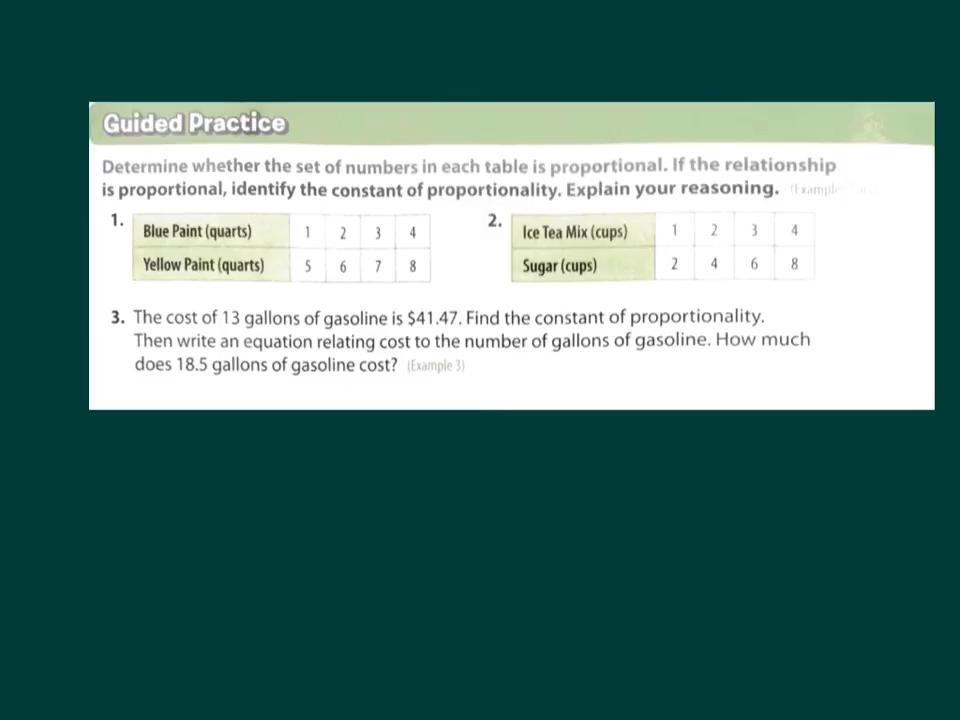 Guided Practice
Determine whether the set of numbers in each table is proportional. If the relationship
is proportional, identify the constant of proportionality. Explain your reasoning.
1. Blue Paint (quarts) 1 2 3 4
Yellow Paint (quarts) 5 6 7 8
2. Ice Tea Mix (cups) 1 2 3 4
Sugar (cups) 2 4 6 8
3. The cost of 13 gallons of gasoline is $41.47. Find the constant of proportionality.
Then write an equation relating cost to the number of gallons of gasoline. How much
does 18.5 gallons of gasoline cost? (Example 3)